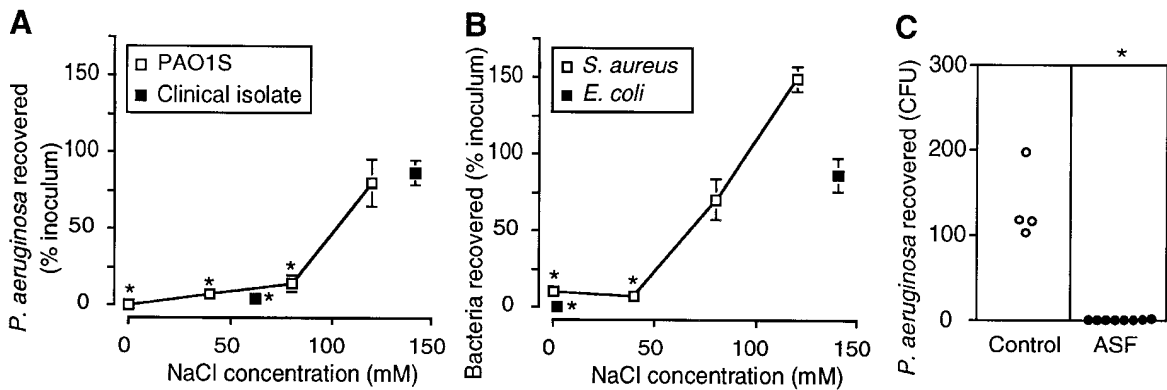 A
P. aeruginosa recovered
(% inoculum)
150
100
50
0
PAO1S
Clinical isolate
*
*
*
*
0
50
100
150
NaCl concentration (mM)
B
Bacteria recovered (% inoculum)
150
100
50
0
S. aureus
E. coli
*
*
*
0
50
100
150
NaCl concentration (mM)
C
P. aeruginosa recovered (CFU)
300
200
100
0
*
Control
ASF